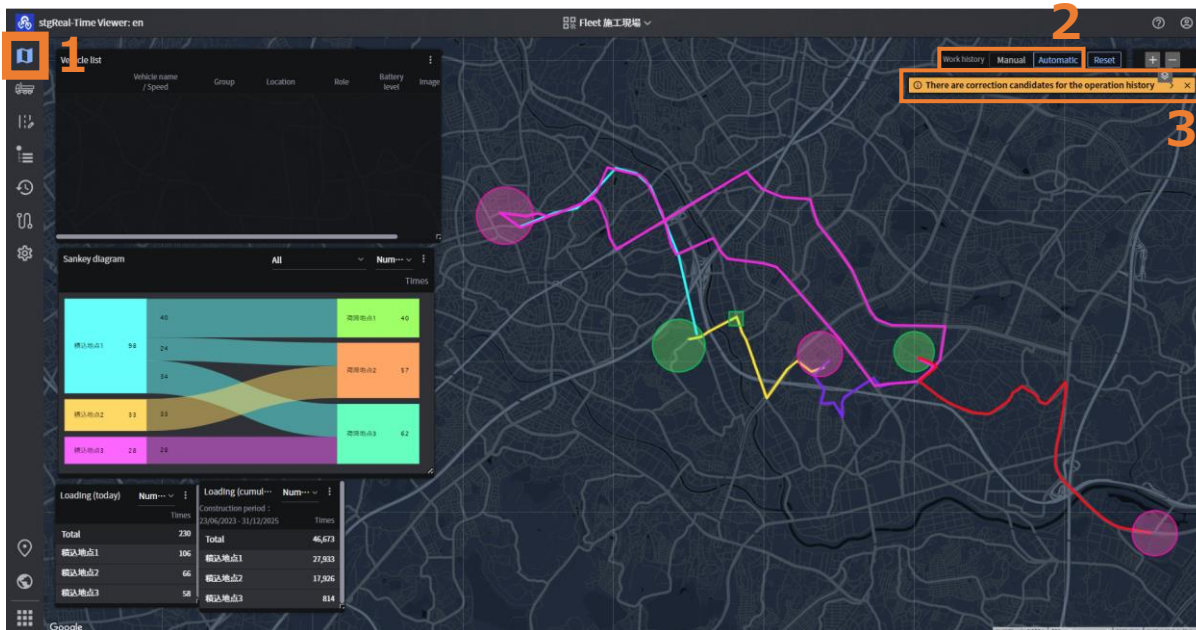 stgReal-Time Viewer: en
Fleet 施工現場
1
2
3
Work history Manual Automatic Reset
There are correction candidates for the operation history
Vehicle list
Vehicle name / Speed Group Location Role Battery level Image
Sankey diagram All Num···
Times
積込地点1 98
40
24
34
積込地点2 33 33
積込地点3 28 28
荷降地点1 40
荷降地点2 57
荷降地点3 62
Loading (today) Num···
Times
Total 230
積込地点1 106
積込地点2 66
積込地点3 58
Loading (cumul··· Num···
Construction period :
23/06/2023 - 31/12/2025 Times
Total 46,673
積込地点1 27,933
積込地点2 17,926
積込地点3 814
Google